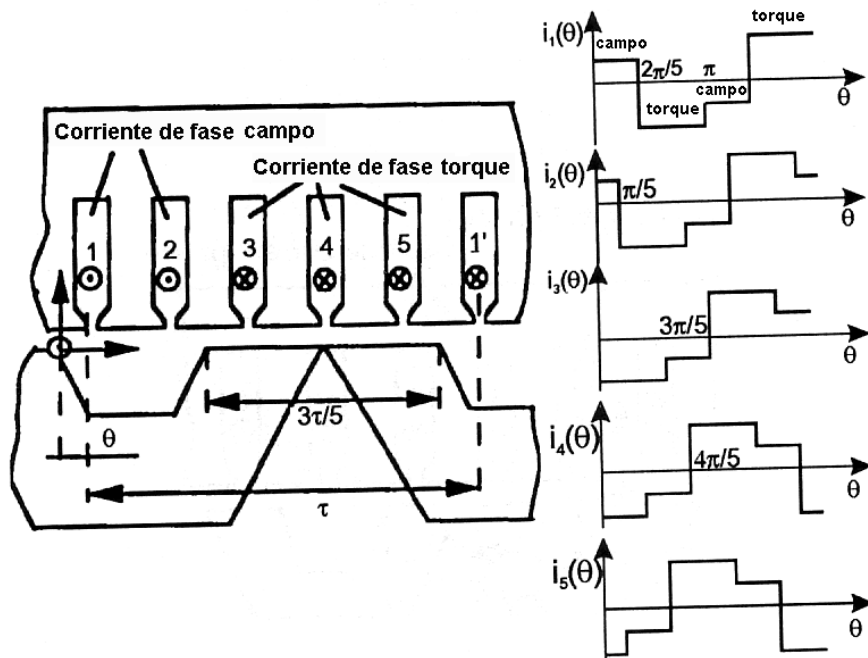 Corriente de fase campo
Corriente de fase torque
1
2
3
4
5
1'
3τ/5
θ
τ
i₁(θ)
campo
torque
2π/5
π
campo
torque
θ
i₂(θ)
π/5
θ
i₃(θ)
3π/5
θ
i₄(θ)
4π/5
θ
i₅(θ)
θ